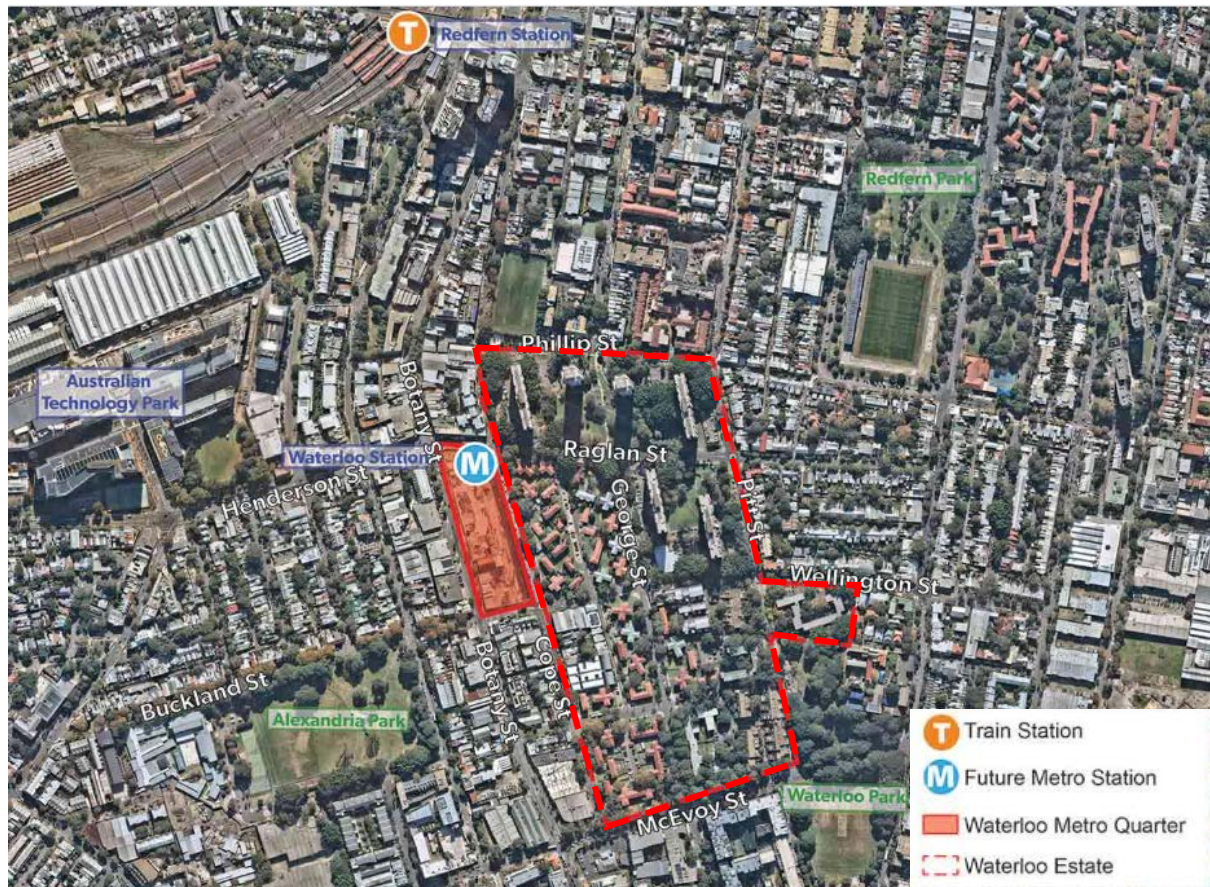 T
Redfern Station
Redfern Park
Phillip St
Australian
Technology Park
Botany St
Waterloo Station
M
Raglan St
Henderson St
George St
Pitt St
Wellington St
Cope St
Botany St
Buckland St
Alexandria Park
Waterloo Park
McEvoy St
T Train Station
M Future Metro Station
Waterloo Metro Quarter
Waterloo Estate